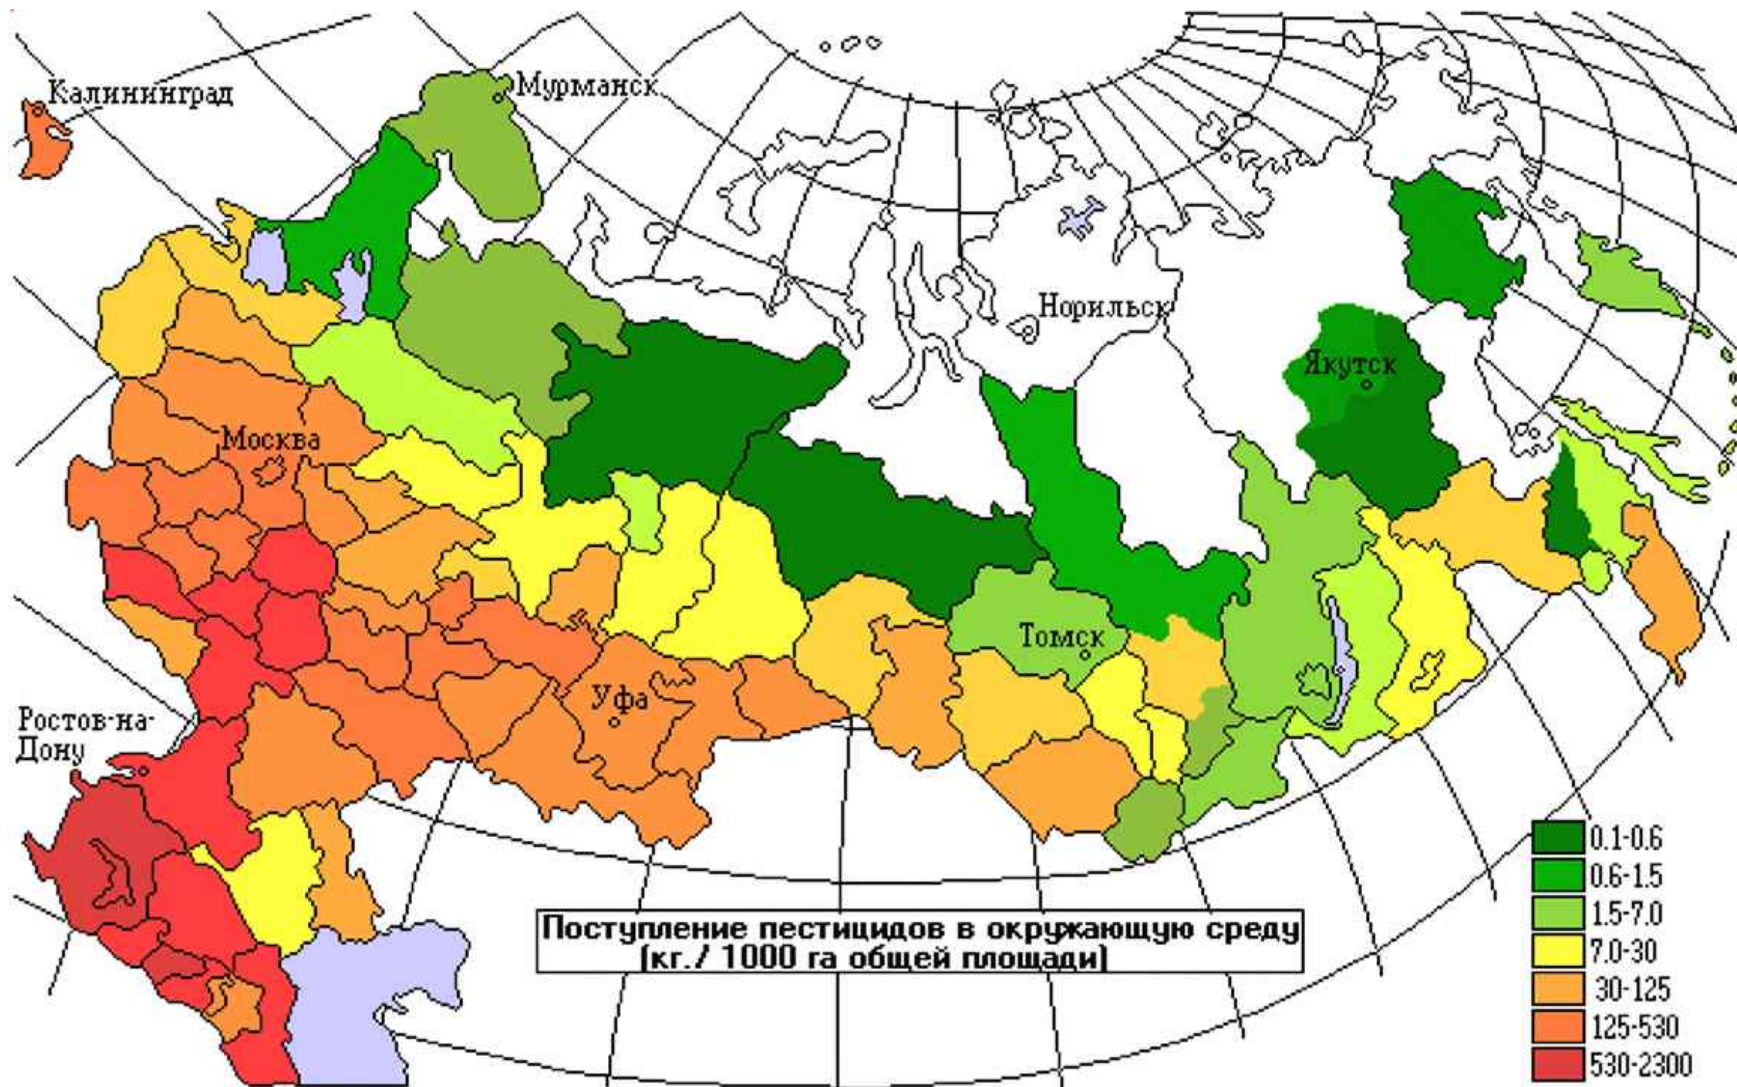 Калининград
Мурманск
Норильск
Якутск
Москва
Томск
Уфа
Ростов-на-
Дону
0.1-0.6
0.6-1.5
1.5-7.0
7.0-30
30-125
125-530
530-2300
Поступление пестицидов в окружающую среду
(кг./ 1000 га общей площади)